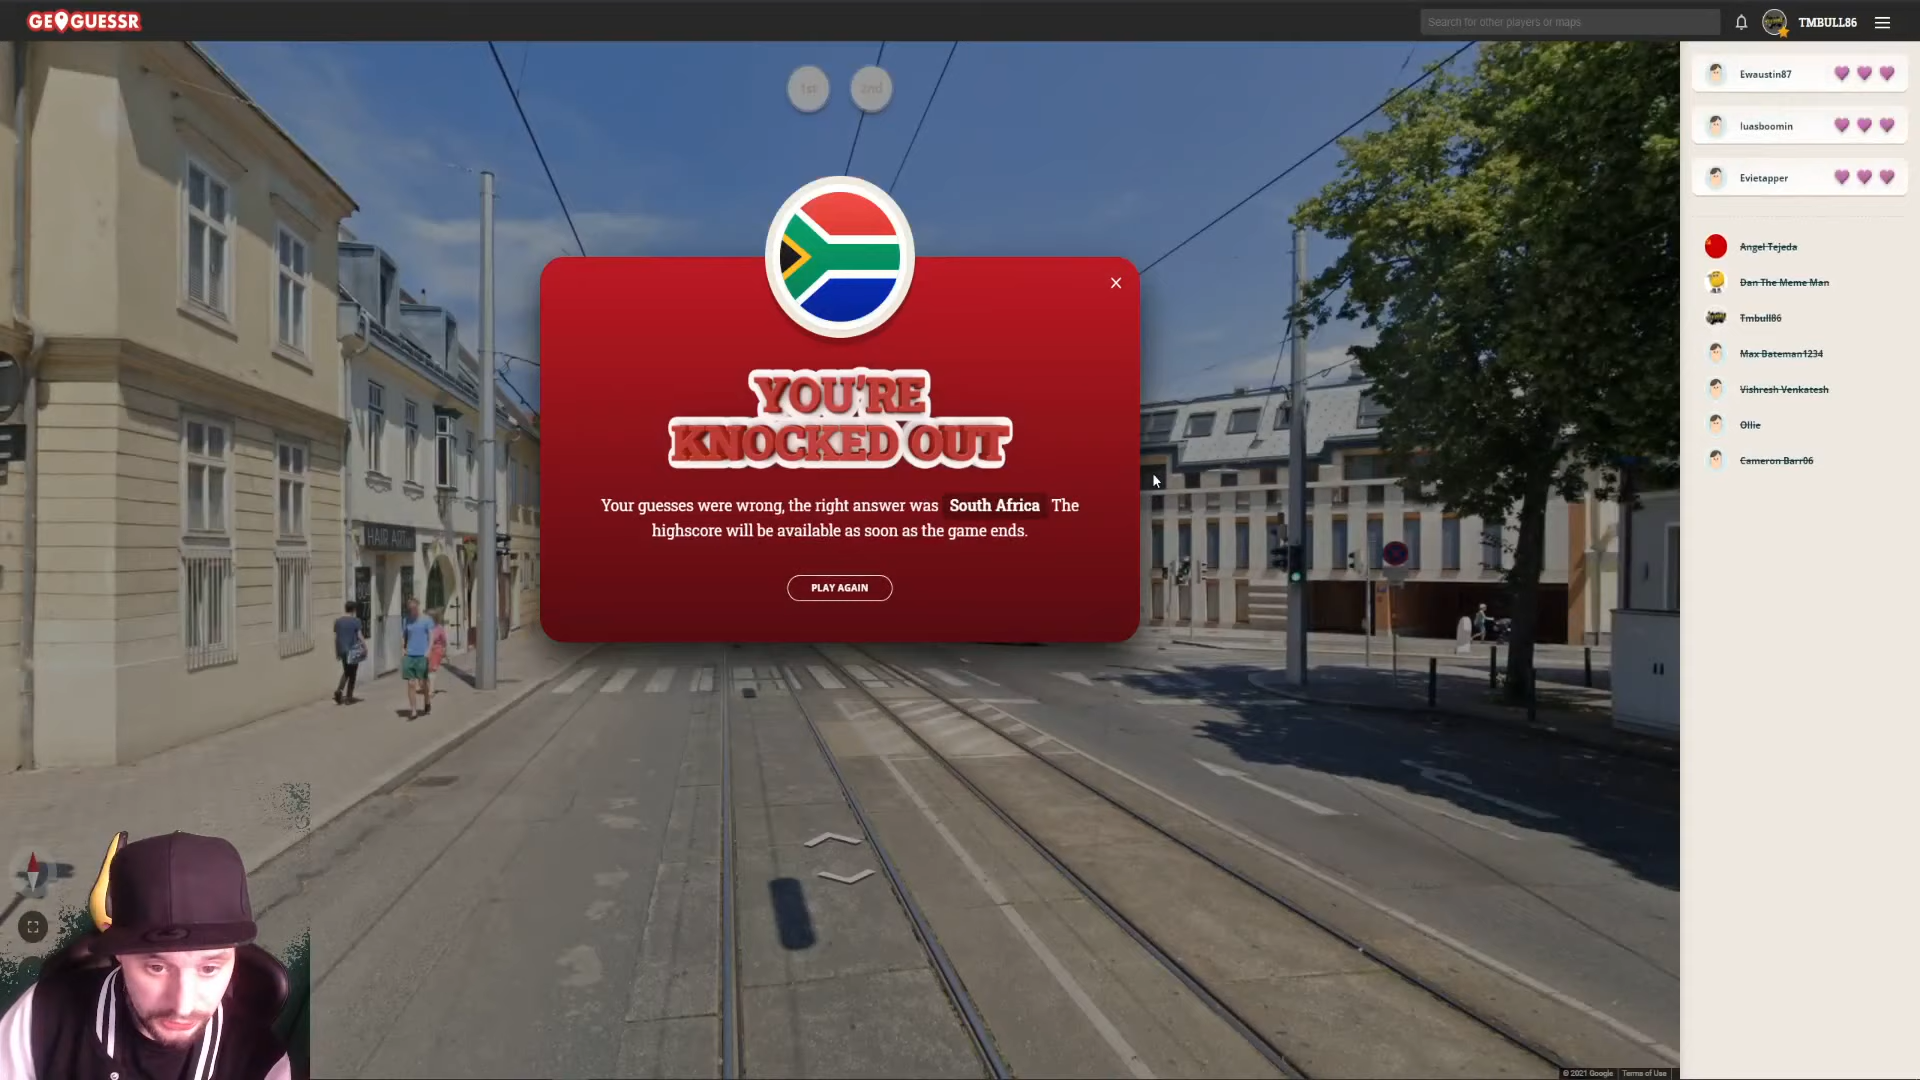 GEOGUESSR
Search for other players or maps
TMBULL86
1st
2nd
Ewaustin87
luasboomin
Evietapper
Angel Tejeda
Dan The Meme Man
Tmbull86
Max Bateman1234
Vishresh Venkatesh
Ollie
Cameron Barr06
YOU'RE
KNOCKED OUT
Your guesses were wrong, the right answer was South Africa The
highscore will be available as soon as the game ends.
PLAY AGAIN
HAIR ART
© 2021 Google
Terms of Use